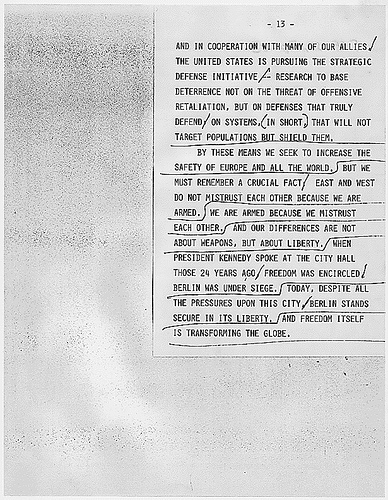 - 13 -
AND IN COOPERATION WITH MANY OF OUR ALLIES,
THE UNITED STATES IS PURSUING THE STRATEGIC
DEFENSE INITIATIVE - RESEARCH TO BASE
DETERRENCE NOT ON THE THREAT OF OFFENSIVE
RETALIATION, BUT ON DEFENSES THAT TRULY
DEFEND/ ON SYSTEMS, (IN SHORT,) THAT WILL NOT
TARGET POPULATIONS BUT SHIELD THEM.
BY THESE MEANS WE SEEK TO INCREASE THE
SAFETY OF EUROPE AND ALL THE WORLD. BUT WE
MUST REMEMBER A CRUCIAL FACT/ EAST AND WEST
DO NOT MISTRUST EACH OTHER BECAUSE WE ARE
ARMED. WE ARE ARMED BECAUSE WE MISTRUST
EACH OTHER. AND OUR DIFFERENCES ARE NOT
ABOUT WEAPONS, BUT ABOUT LIBERTY. WHEN
PRESIDENT KENNEDY SPOKE AT THE CITY HALL
THOSE 24 YEARS AGO/ FREEDOM WAS ENCIRCLED/
BERLIN WAS UNDER SIEGE. TODAY, DESPITE ALL
THE PRESSURES UPON THIS CITY, BERLIN STANDS
SECURE IN ITS LIBERTY. AND FREEDOM ITSELF
IS TRANSFORMING THE GLOBE.